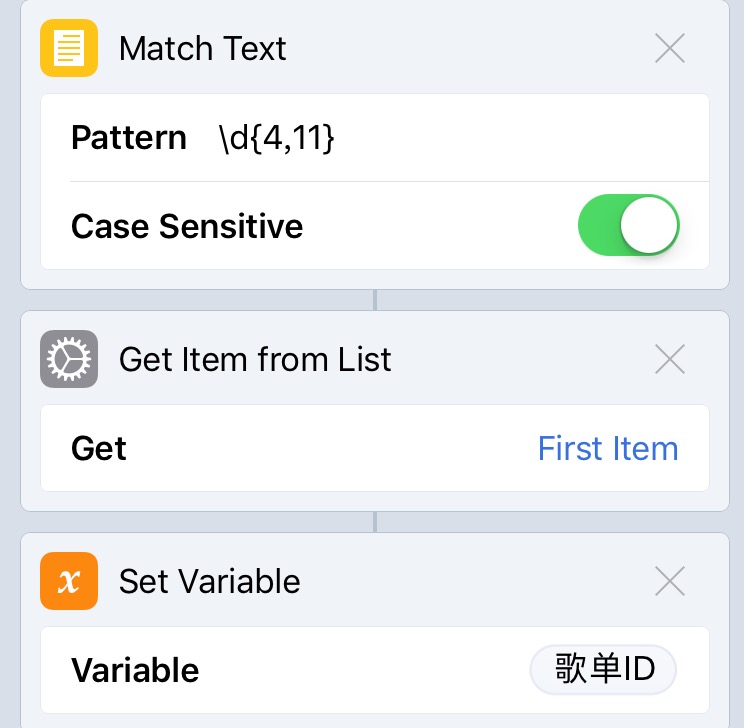 Match Text
Pattern \d{4,11}
Case Sensitive
Get Item from List
Get First Item
x Set Variable
Variable 歌单ID